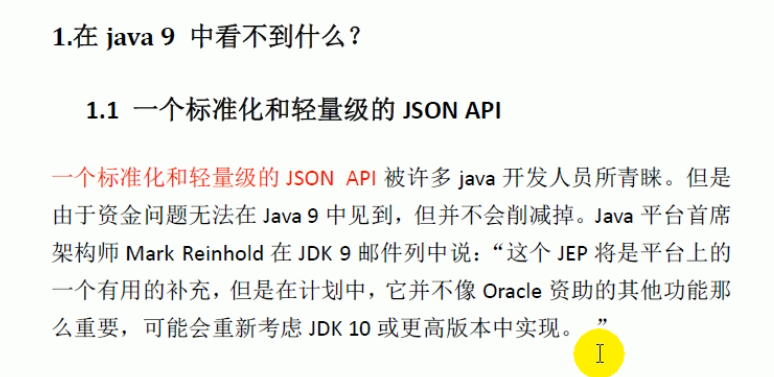 1.在 java 9 中看不到什么？
1.1 一个标准化和轻量级的 JSON API
一个标准化和轻量级的 JSON API 被许多 java 开发人员所青睐。但是
由于资金问题无法在 Java 9 中见到，但并不会削减掉。Java 平台首席
架构师 Mark Reinhold 在 JDK 9 邮件列中说：“这个 JEP 将是平台上的
一个有用的补充，但是在计划中，它并不像 Oracle 资助的其他功能那
么重要，可能会重新考虑 JDK 10 或更高版本中实现。 ”